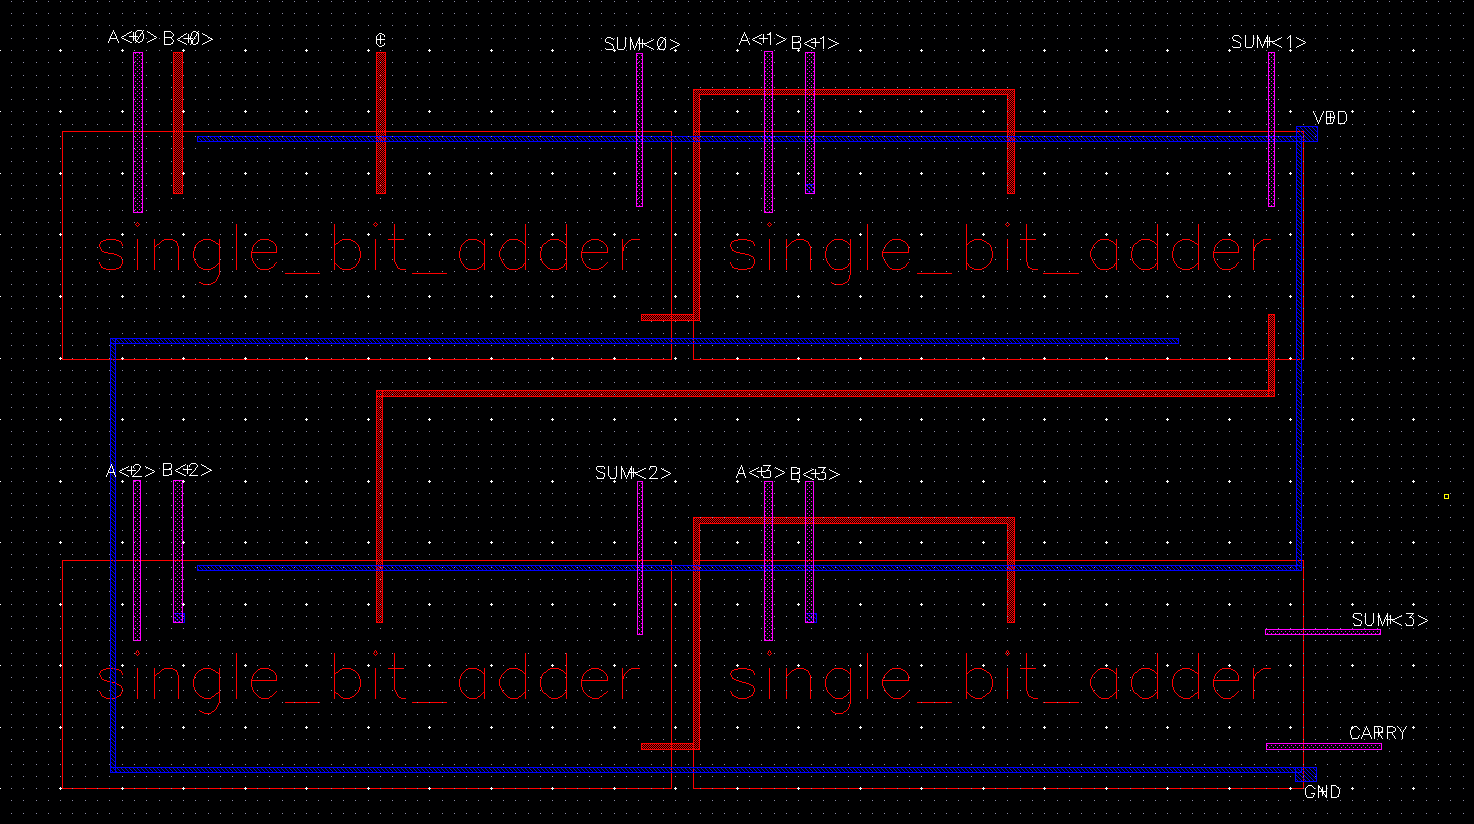 A<0> B<0> C SUM<0> A<1> B<1> SUM<1>
VDD
single_bit_adder single_bit_adder
A<2> B<2> SUM<2> A<3> B<3>
SUM<3>
single_bit_adder single_bit_adder
CARRY
GND